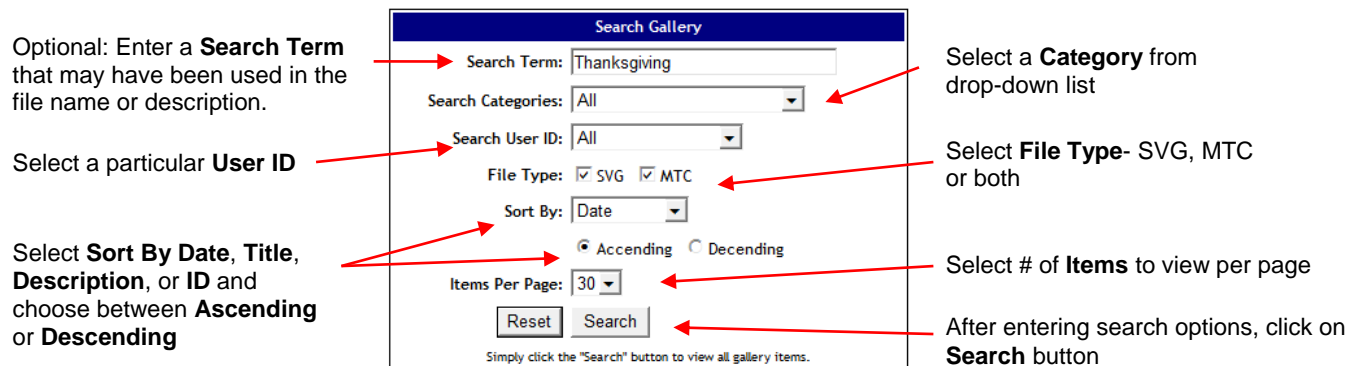 Optional: Enter a Search Term
that may have been used in the
file name or description.
Select a particular User ID
Select Sort By Date, Title,
Description, or ID and
choose between Ascending
or Descending
Search Gallery
Search Term: Thanksgiving
Search Categories: All
Search User ID: All
File Type: SVG MTC
Sort By: Date
Accending Decending
Items Per Page: 30
Reset Search
Simply click the "Search" button to view all gallery items.
Select a Category from
drop-down list
Select File Type- SVG, MTC
or both
Select # of Items to view per page
After entering search options, click on
Search button